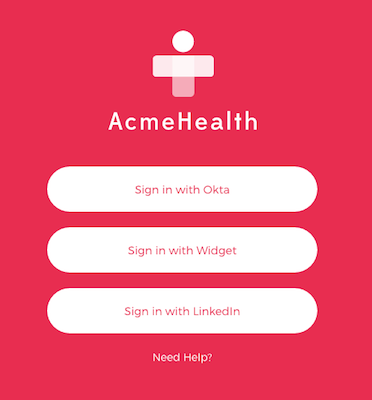 AcmeHealth
Sign in with Okta
Sign in with Widget
Sign in with LinkedIn
Need Help?